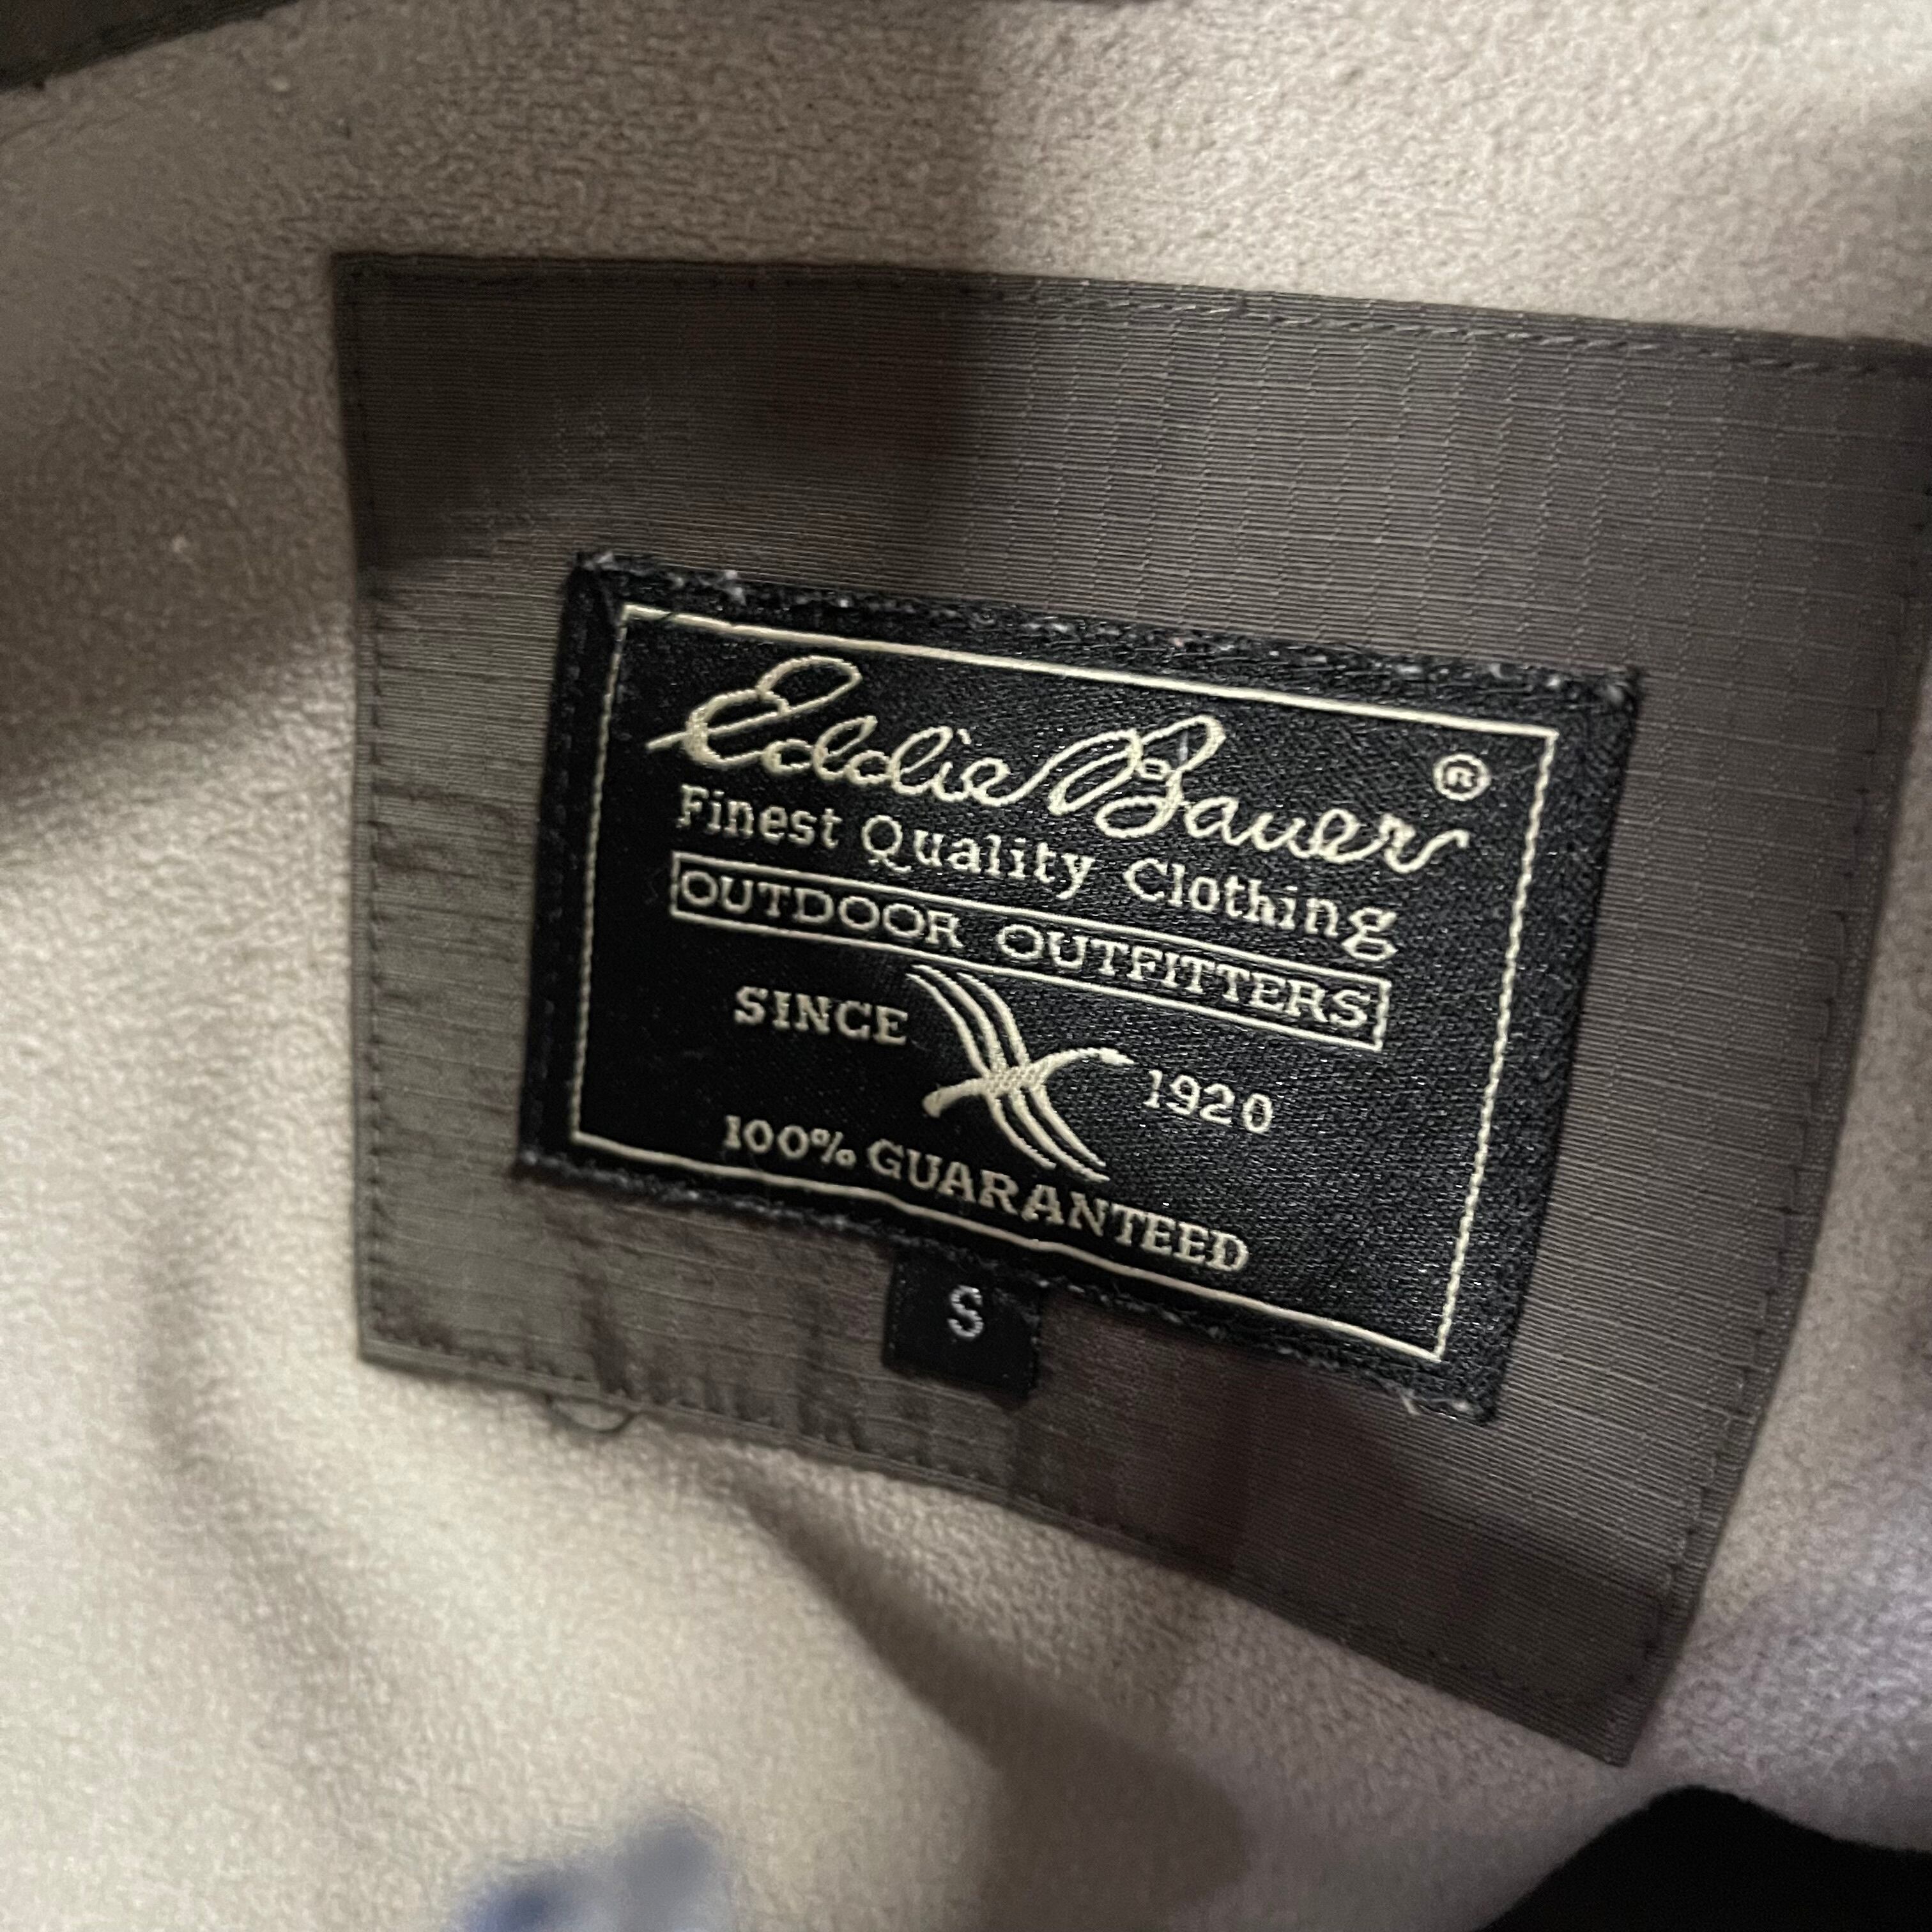 Eddie Bauer ®
Finest Quality Clothing
OUTDOOR OUTFITTERS
SINCE 1920
100% GUARANTEED
S